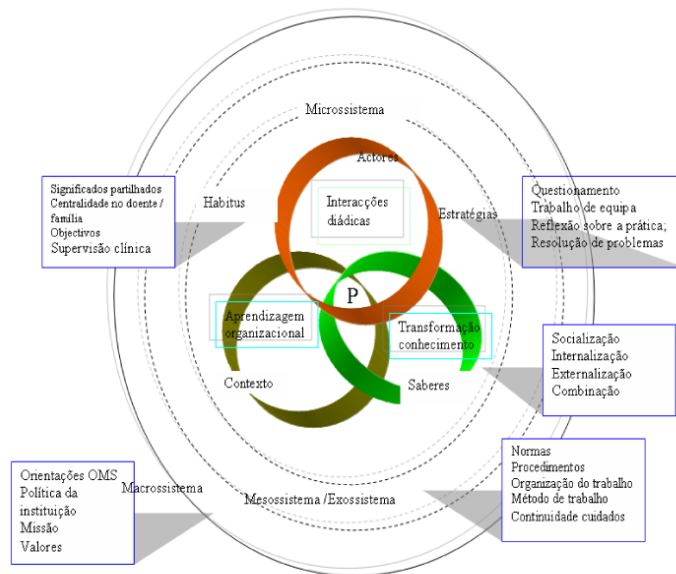 Microssistema
Actores
Significados partilhados
Centralidade no doente /
família
Objectivos
Supervisão clínica
Habitus
Interacções
diádicas
Estratégias
Questionamento
Trabalho de equipa
Reflexão sobre a prática;
Resolução de problemas
P
Aprendizagem
organizacional
Transformação
conhecimento
Contexto
Saberes
Socialização
Internalização
Externalização
Combinação
Orientações OMS
Política da
instituição
Missão
Valores
Macrossistema
Mesossistema /Exossistema
Normas
Procedimentos
Organização do trabalho
Método de trabalho
Continuidade cuidados